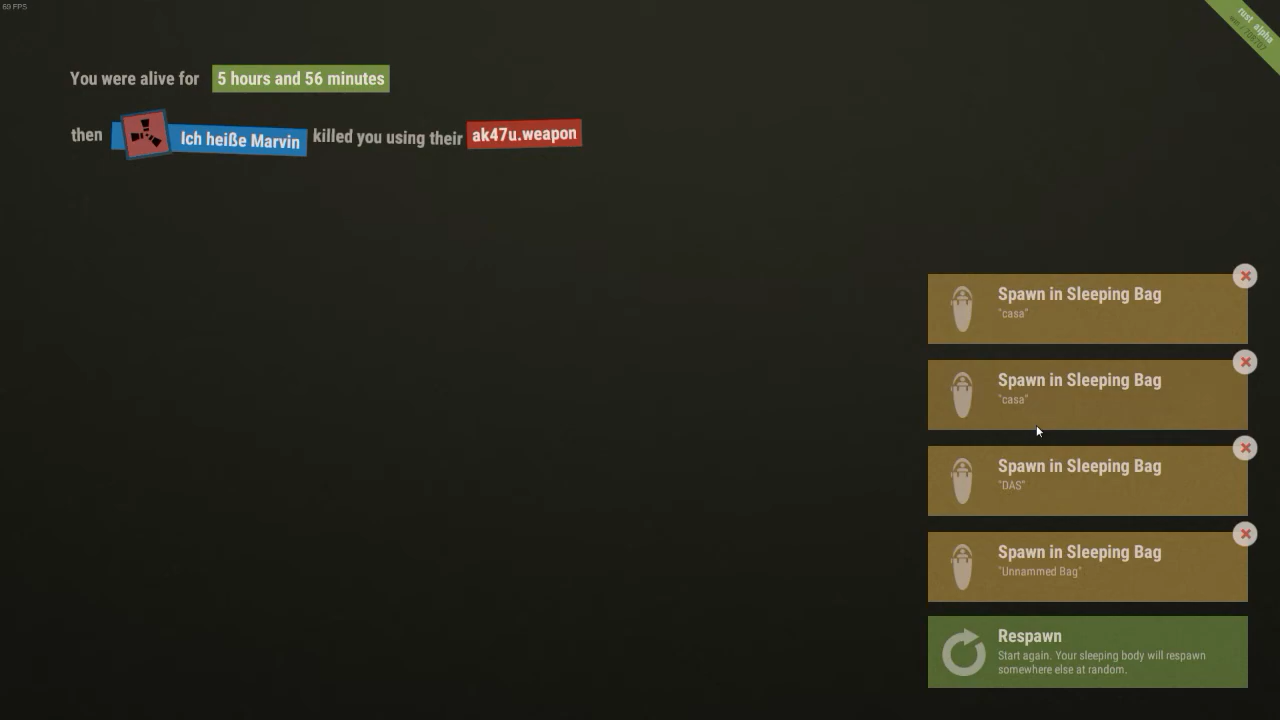 69 FPS
rust alpha
You were alive for 5 hours and 56 minutes
then Ich heiße Marvin killed you using their ak47u.weapon
Spawn in Sleeping Bag
"casa"
Spawn in Sleeping Bag
"casa"
Spawn in Sleeping Bag
"DAS"
Spawn in Sleeping Bag
"Unnammed Bag"
Respawn
Start again. Your sleeping body will respawn
somewhere else at random.